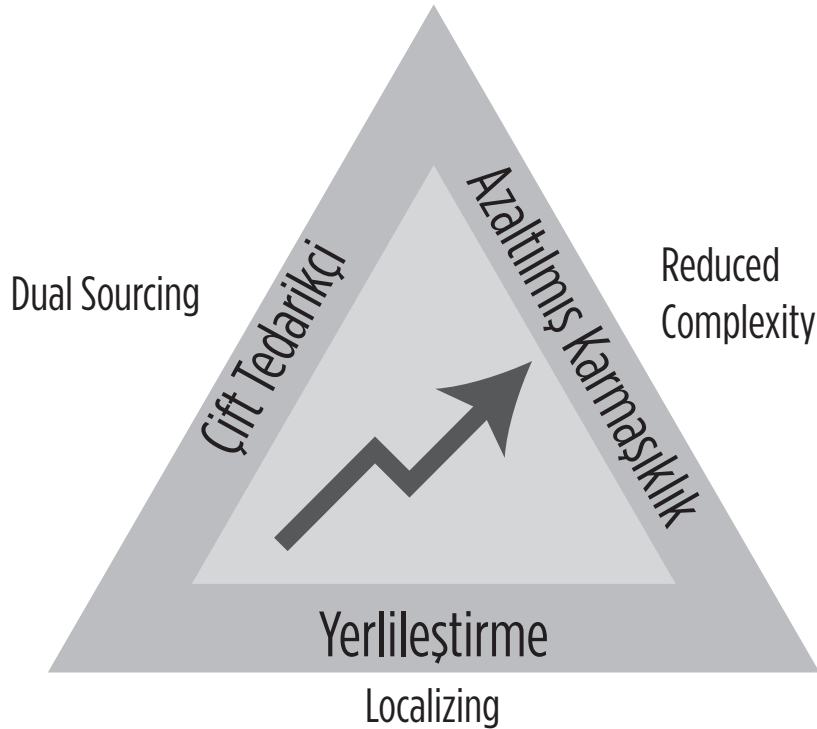 Dual Sourcing
Çift Tedarikçi
Azaltılmış Karmaşıklık
Reduced
Complexity
Yerlileştirme
Localizing